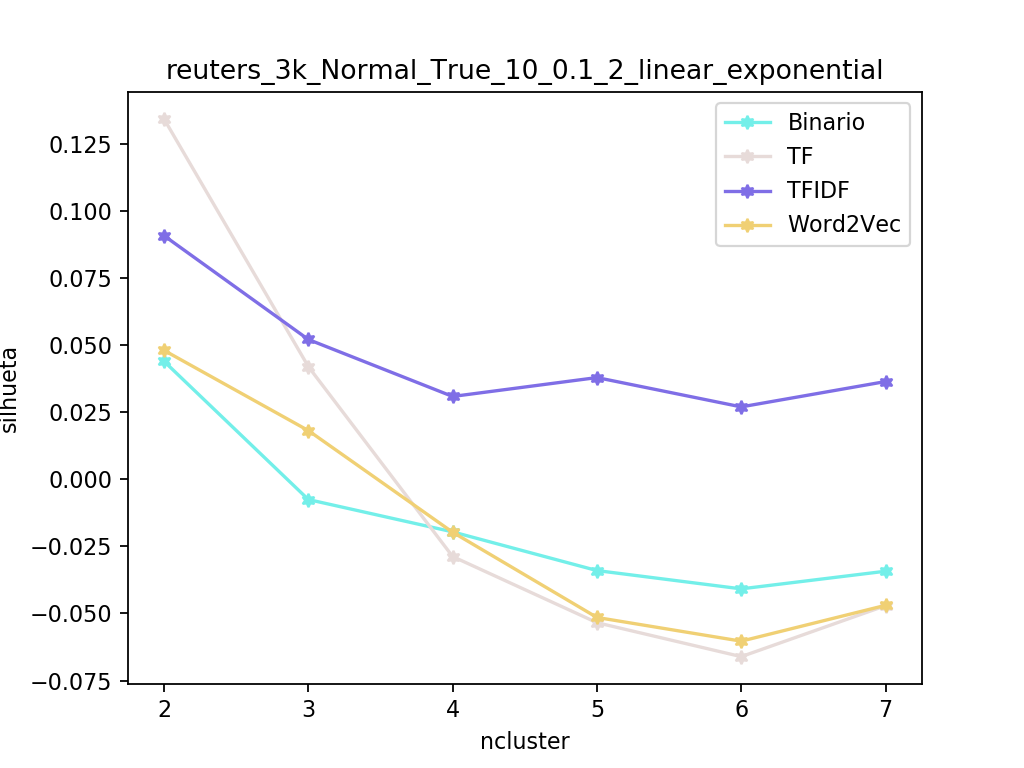 reuters_3k_Normal_True_10_0.1_2_linear_exponential
Binario
TF
TFIDF
Word2Vec
silhueta
0.125
0.100
0.075
0.050
0.025
0.000
−0.025
−0.050
−0.075
2 3 4 5 6 7
ncluster